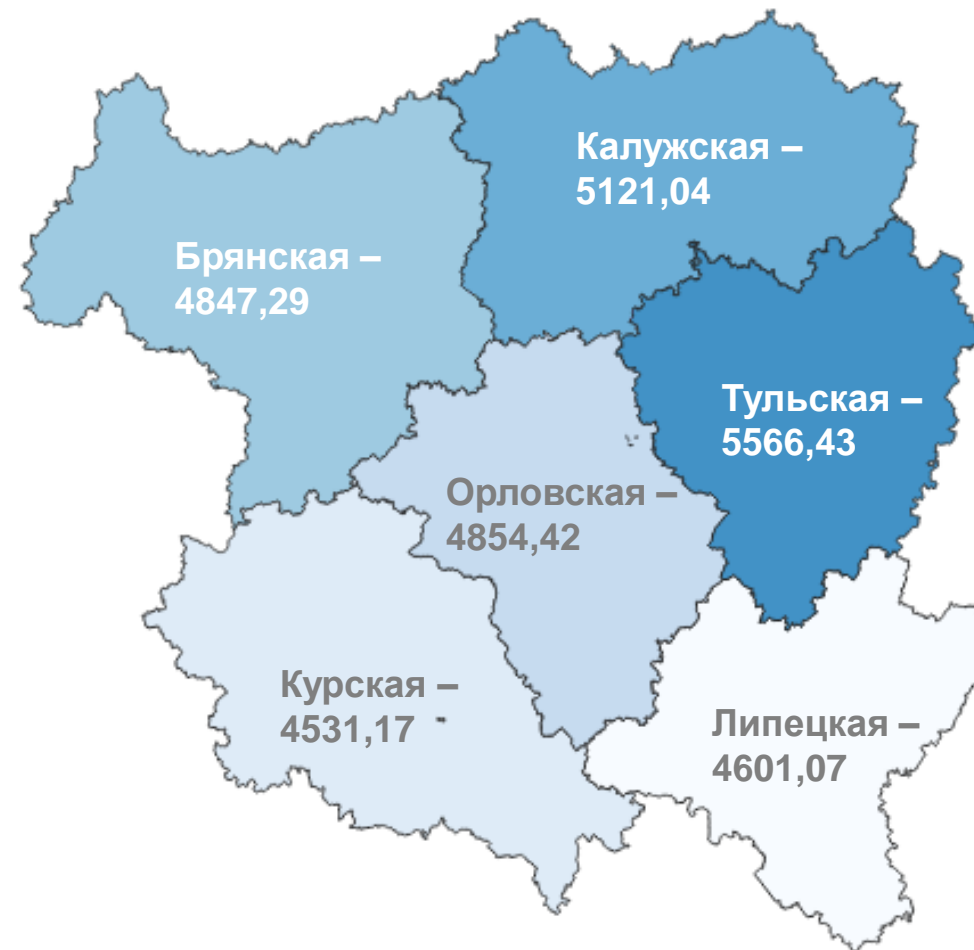 Калужская –
5121,04
Брянская –
4847,29
Тульская –
5566,43
Орловская –
4854,42
Курская –
4531,17
Липецкая –
4601,07